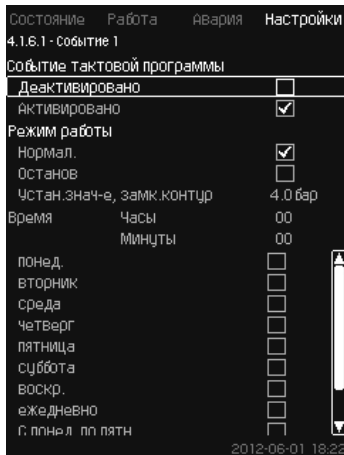 Состояние Работа Авария Настройки
4.1.6.1 - Событие 1
Событие тактовой программы
Деактивировано
Активировано
Режим работы
Нормал.
Останов
Устан.знач-е, замк.контур 4.0 бар
Время Часы 00
Минуты 00
понед.
вторник
среда
четверг
пятница
суббота
воскр.
ежедневно
С понед. по пятн
2012-06-01 18:22